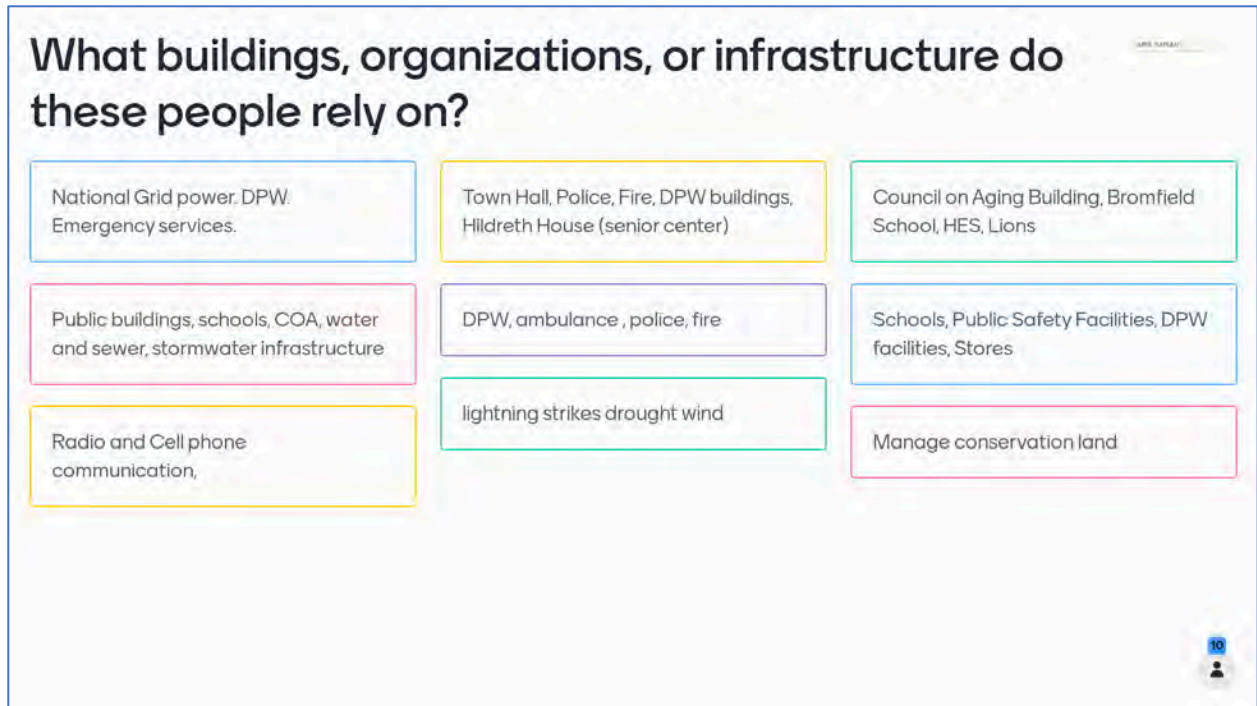 What buildings, organizations, or infrastructure do
these people rely on?
National Grid power. DPW.
Emergency services.
Town Hall, Police, Fire, DPW buildings,
Hildreth House (senior center)
Council on Aging Building, Bromfield
School, HES, Lions
Public buildings, schools, COA, water
and sewer, stormwater infrastructure
DPW, ambulance , police, fire
Schools, Public Safety Facilities, DPW
facilities, Stores
Radio and Cell phone
communication,
lightning strikes drought wind
Manage conservation land
10